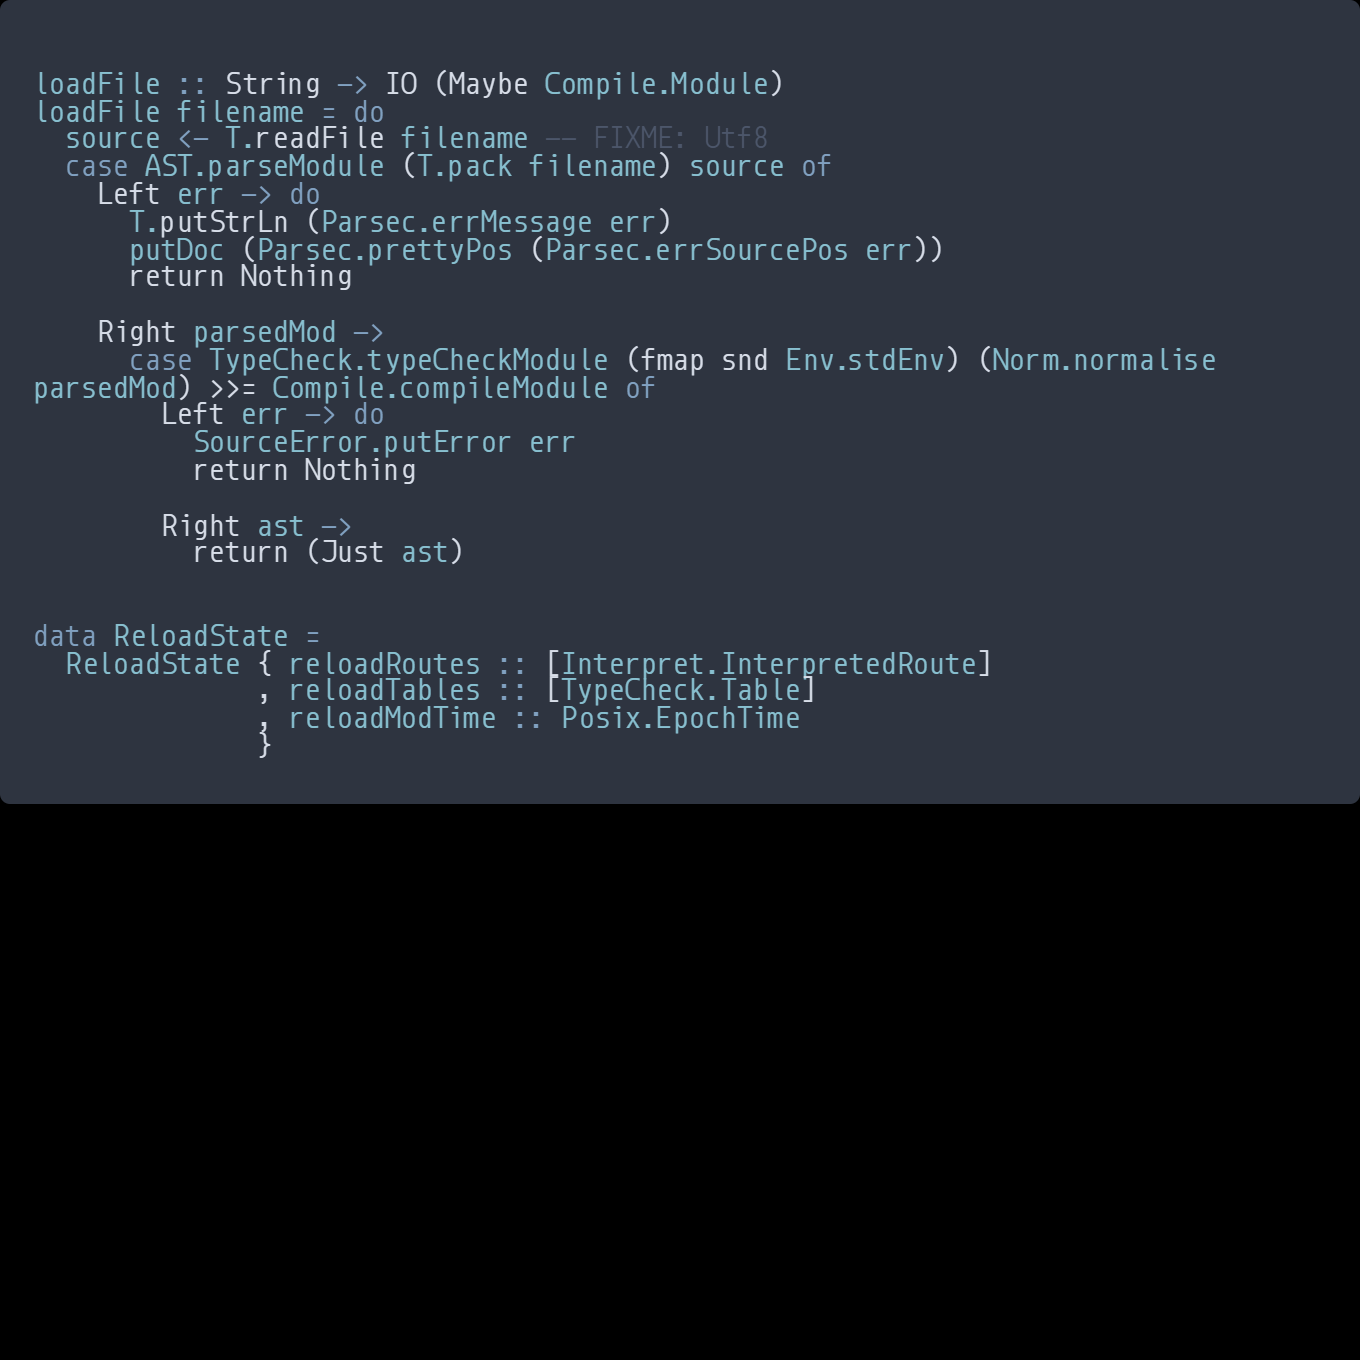 loadFile :: String -> IO (Maybe Compile.Module)
loadFile filename = do
  source <- T.readFile filename -- FIXME: Utf8
  case AST.parseModule (T.pack filename) source of
    Left err -> do
      T.putStrLn (Parsec.errMessage err)
      putDoc (Parsec.prettyPos (Parsec.errSourcePos err))
      return Nothing

    Right parsedMod ->
      case TypeCheck.typeCheckModule (fmap snd Env.stdEnv) (Norm.normalise
parsedMod) >>= Compile.compileModule of
        Left err -> do
          SourceError.putError err
          return Nothing

        Right ast ->
          return (Just ast)


data ReloadState =
  ReloadState { reloadRoutes :: [Interpret.InterpretedRoute]
              , reloadTables :: [TypeCheck.Table]
              , reloadModTime :: Posix.EpochTime
              }